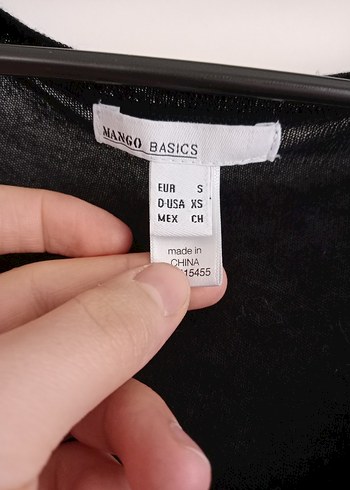 MANGO BASICS
EUR S
D-USA XS
MEX CH
made in
CHINA
15455